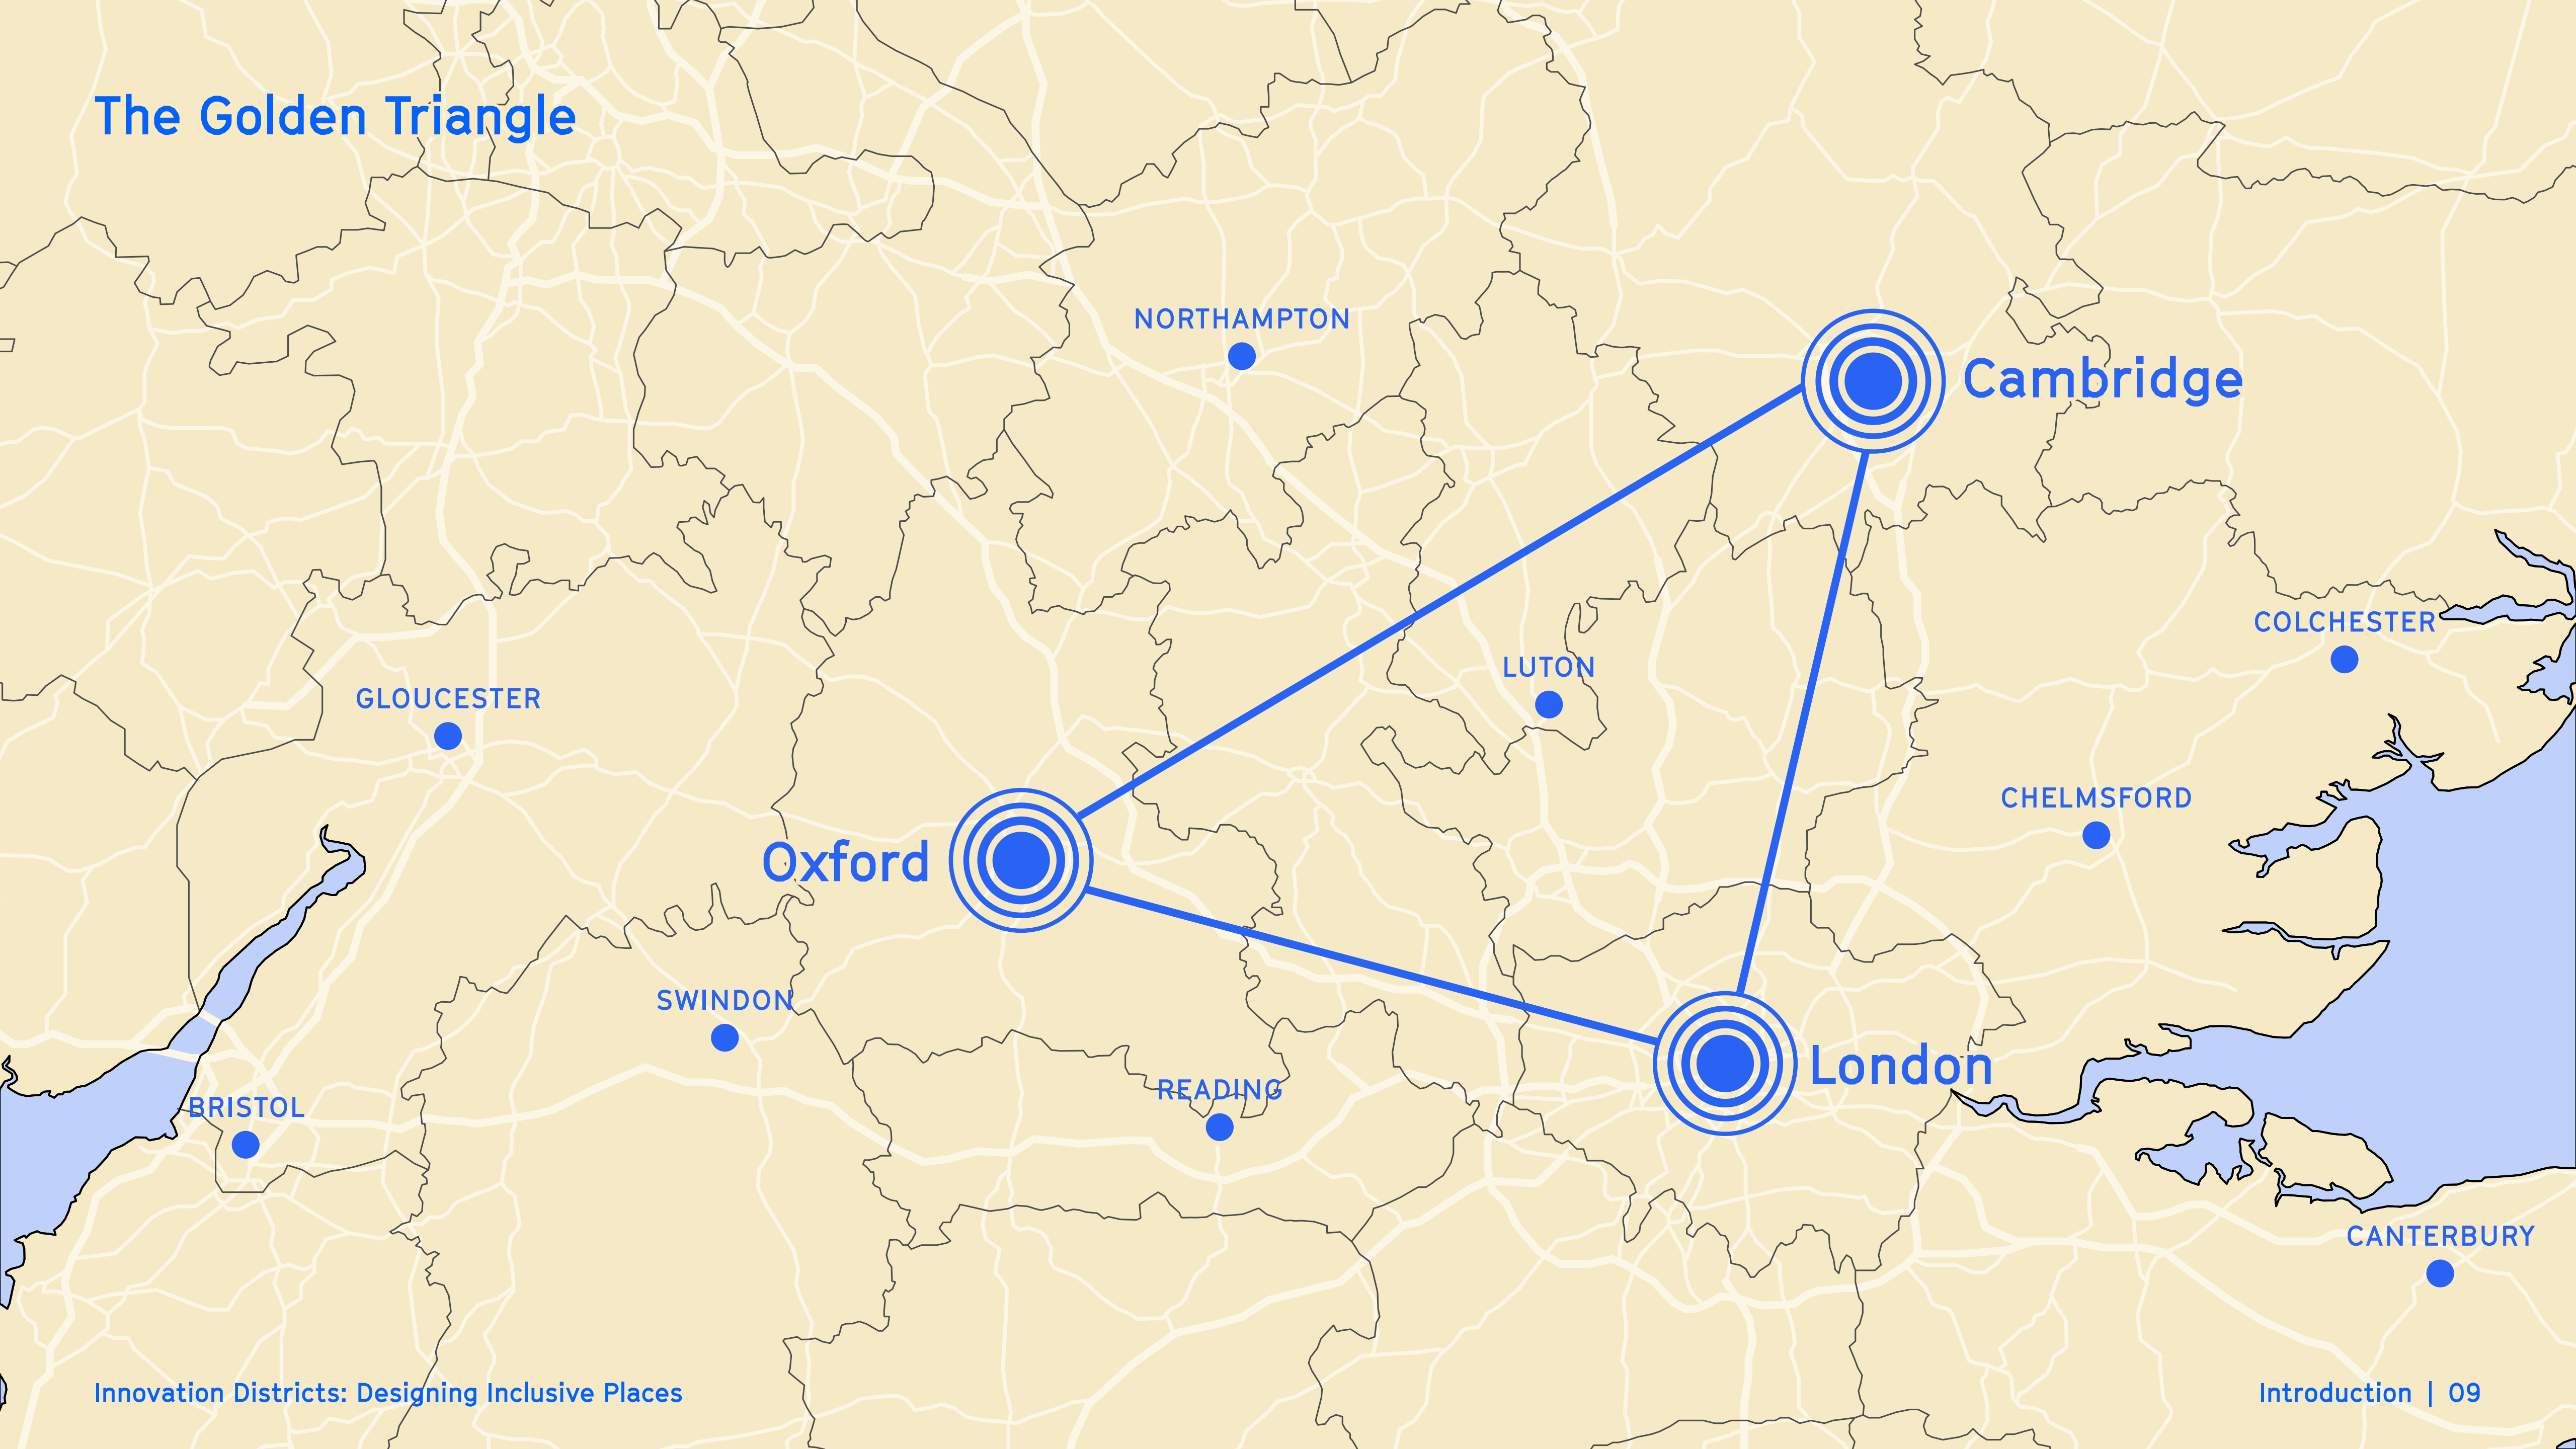 The Golden Triangle
NORTHAMPTON
Cambridge
COLCHESTER
LUTON
GLOUCESTER
CHELMSFORD
Oxford
SWINDON
London
READING
BRISTOL
CANTERBURY
Innovation Districts: Designing Inclusive Places
Introduction | 09